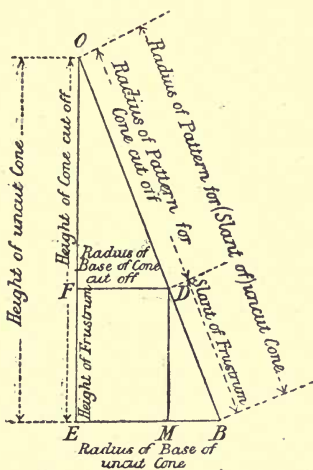 O
Radius of Pattern for (Slant of) uncut Cone
Radius of Pattern for
Cone cut off
Height of uncut Cone
Height of Cone cut off
Radius of
Base of Cone
cut off
F
D
Slant of Frustrum
Height of Frustrum
E
M
B
Radius of Base of
uncut Cone